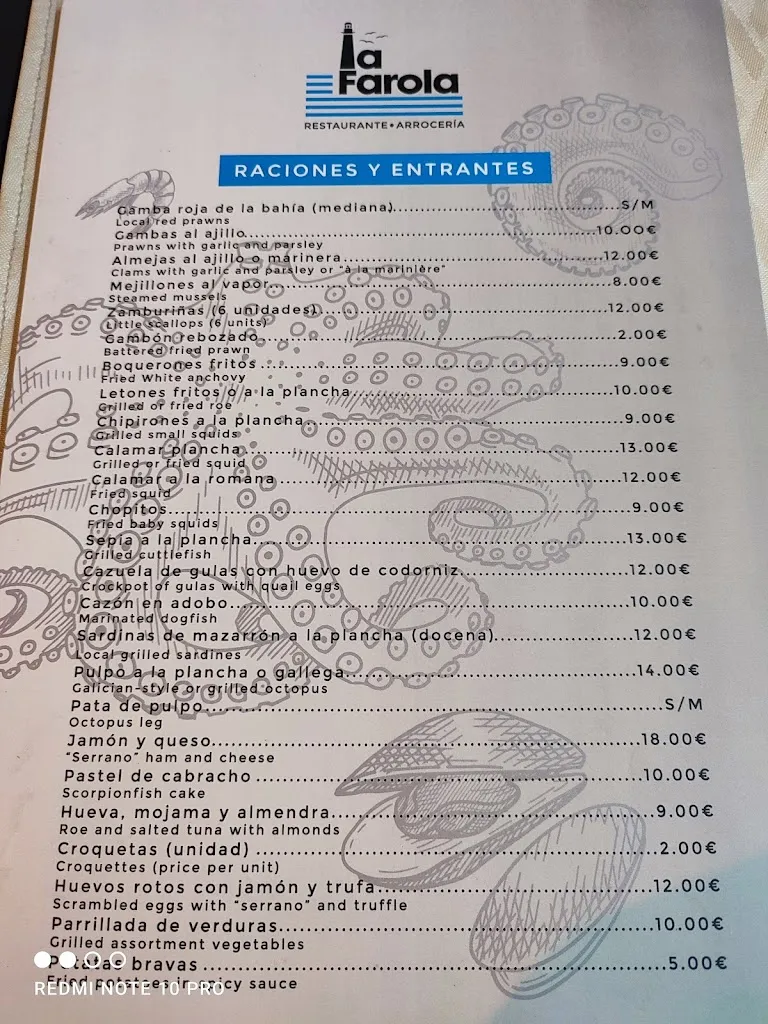 la
Farola
RESTAURANTE • ARROCERÍA
RACIONES Y ENTRANTES
Gamba roja de la bahía (mediana)....................S/M
Local red prawns
Gambas al ajillo....................10.00€
Prawns with garlic and parsley
Almejas al ajillo o marinera....................12.00€
Clams with garlic and parsley or "à la marinière"
Mejillones al vapor....................8.00€
Steamed mussels
Zamburiñas (6 unidades)....................12.00€
Little scallops (6 units)
Gambón rebozado....................2.00€
Battered fried prawn
Boquerones fritos ....................9.00€
Fried White anchovy
Letones fritos o a la plancha....................10.00€
Grilled or fried roe
Chipirones a la plancha....................9.00€
Grilled small squids
Calamar plancha....................13.00€
Grilled or fried squid
Calamar a la romana....................12.00€
Fried squid
Chopitos....................9.00€
Fried baby squids
Sepia a la plancha....................13.00€
Grilled cuttlefish
Cazuela de gulas con huevo de codorniz....................12.00€
Crockpot of gulas with quail eggs
Cazón en adobo....................10.00€
Marinated dogfish
Sardinas de mazarrón a la plancha (docena)....................12.00€
Local grilled sardines
Pulpo a la plancha o gallega....................14.00€
Galician-style or grilled octopus
Pata de pulpo....................S/M
Octopus leg
Jamón y queso....................18.00€
"Serrano" ham and cheese
Pastel de cabracho ....................10.00€
Scorpionfish cake
Hueva, mojama y almendra....................9.00€
Roe and salted tuna with almonds
Croquetas (unidad) ....................2.00€
Croquettes (price per unit)
Huevos rotos con jamón y trufa....................12.00€
Scrambled eggs with "serrano" and truffle
Parrillada de verduras....................10.00€
Grilled assortment vegetables
Patatas bravas ....................5.00€
Fried potatoes in spicy sauce
REDMI NOTE 10 PRO